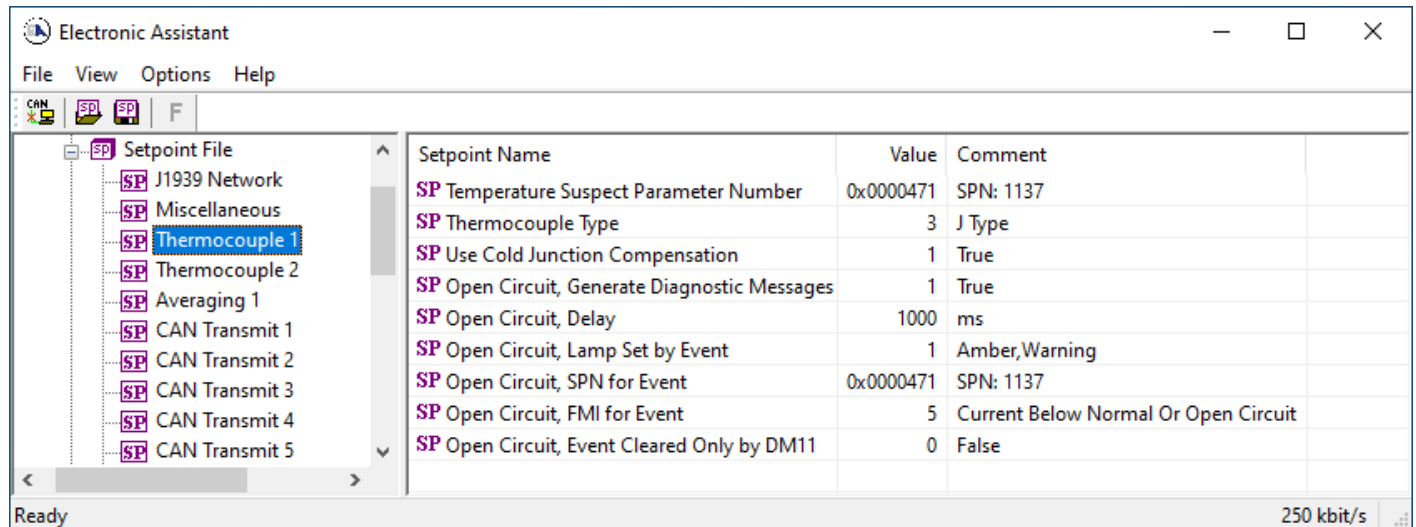 Electronic Assistant
File View Options Help
CAN SP SP F
Setpoint File
J1939 Network
Miscellaneous
Thermocouple 1
Thermocouple 2
Averaging 1
CAN Transmit 1
CAN Transmit 2
CAN Transmit 3
CAN Transmit 4
CAN Transmit 5
Setpoint Name Value Comment
SP Temperature Suspect Parameter Number 0x0000471 SPN: 1137
SP Thermocouple Type 3 J Type
SP Use Cold Junction Compensation 1 True
SP Open Circuit, Generate Diagnostic Messages 1 True
SP Open Circuit, Delay 1000 ms
SP Open Circuit, Lamp Set by Event 1 Amber,Warning
SP Open Circuit, SPN for Event 0x0000471 SPN: 1137
SP Open Circuit, FMI for Event 5 Current Below Normal Or Open Circuit
SP Open Circuit, Event Cleared Only by DM11 0 False
Ready 250 kbit/s